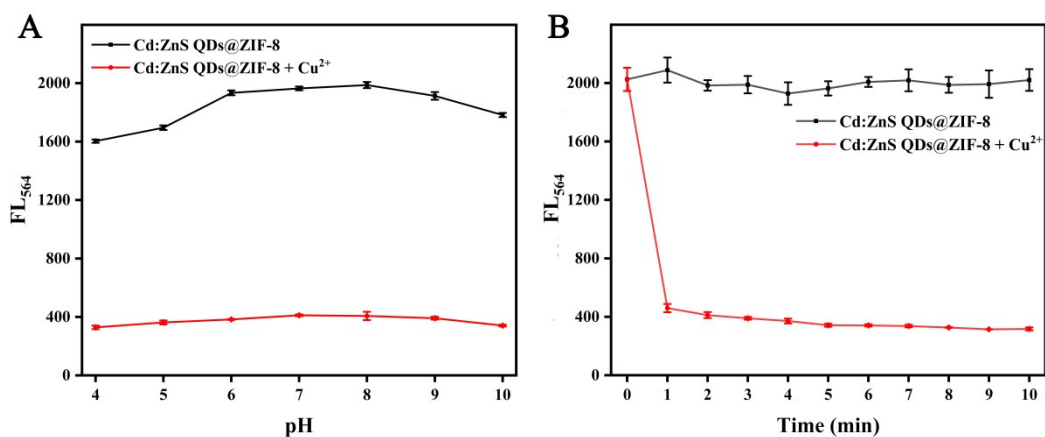 A
Cd:ZnS QDs@ZIF-8
Cd:ZnS QDs@ZIF-8 + Cu²⁺
FL₅₆₄
2000
1600
1200
800
400
0
4 5 6 7 8 9 10
pH
B
Cd:ZnS QDs@ZIF-8
Cd:ZnS QDs@ZIF-8 + Cu²⁺
FL₅₆₄
2000
1600
1200
800
400
0
0 1 2 3 4 5 6 7 8 9 10
Time (min)